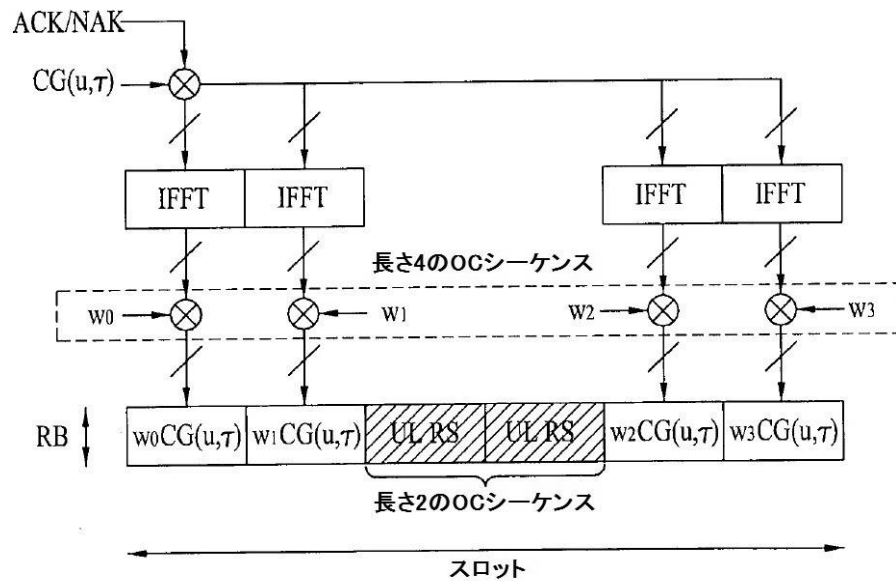 ACK/NAK
CG(u,τ)
IFFT IFFT IFFT IFFT
長さ4のOCシーケンス
W0 W1 W2 W3
RB w0CG(u,τ) w1CG(u,τ) UL RS UL RS w2CG(u,τ) w3CG(u,τ)
長さ2のOCシーケンス
スロット